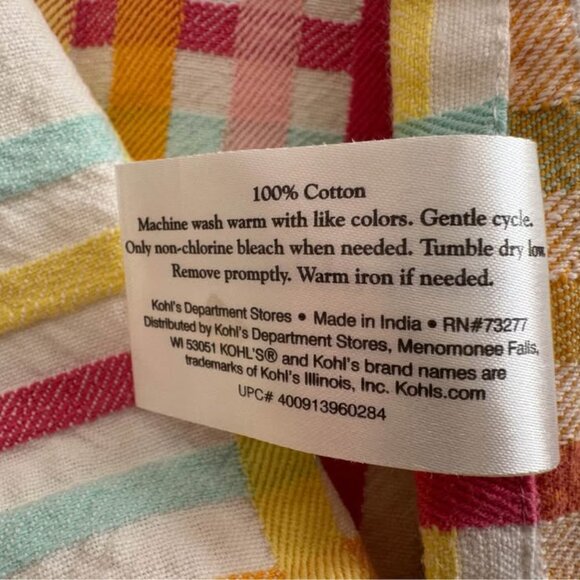 100% Cotton
Machine wash warm with like colors. Gentle cycle.
Only non-chlorine bleach when needed. Tumble dry low.
Remove promptly. Warm iron if needed.
Kohl's Department Stores • Made in India • RN#73277
Distributed by Kohl's Department Stores, Menomonee Falls,
WI 53051 KOHL'S® and Kohl's brand names are
trademarks of Kohl's Illinois, Inc. Kohls.com
UPC# 400913960284